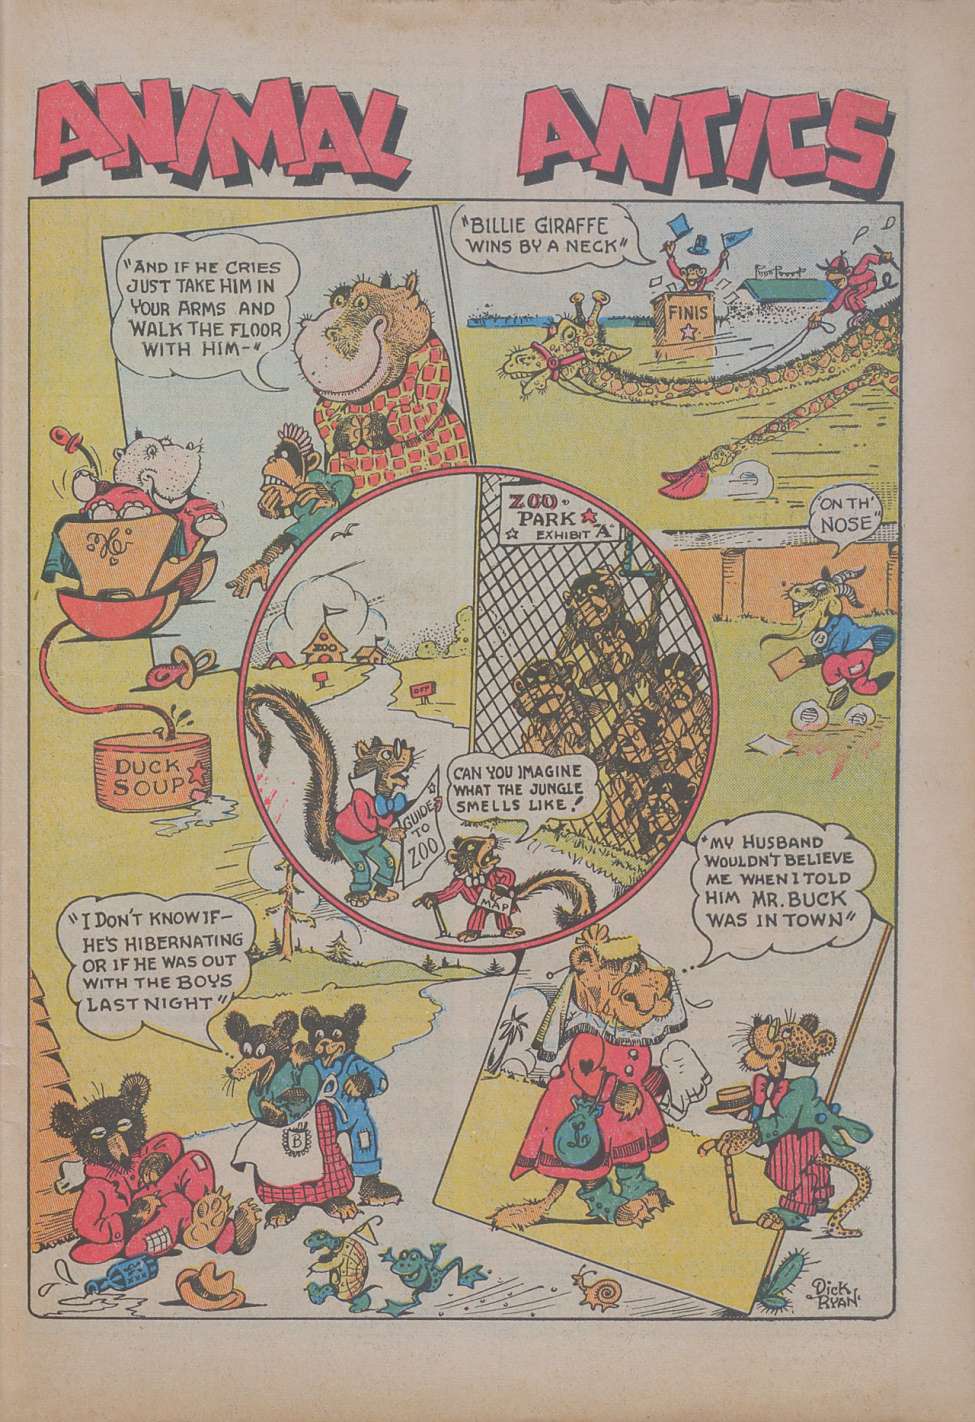 ANIMAL ANTICS
"AND IF HE CRIES
JUST TAKE HIM IN
YOUR ARMS AND
WALK THE FLOOR
WITH HIM-"
"BILLIE GIRAFFE
WINS BY A NECK"
FINIS
"ON TH'
NOSE"
ZOO-
PARK
EXHIBIT "A"
ZOO
OFF
DUCK
SOUP
GUIDE
TO
ZOO
CAN YOU IMAGINE
WHAT THE JUNGLE
SMELLS LIKE!
MAP
"MY HUSBAND
WOULDN'T BELIEVE
ME WHEN I TOLD
HIM MR. BUCK
WAS IN TOWN"
"I DON'T KNOW IF-
HE'S HIBERNATING
OR IF HE WAS OUT
WITH THE BOYS
LAST NIGHT"
B
L
XXX
DICK
RYAN